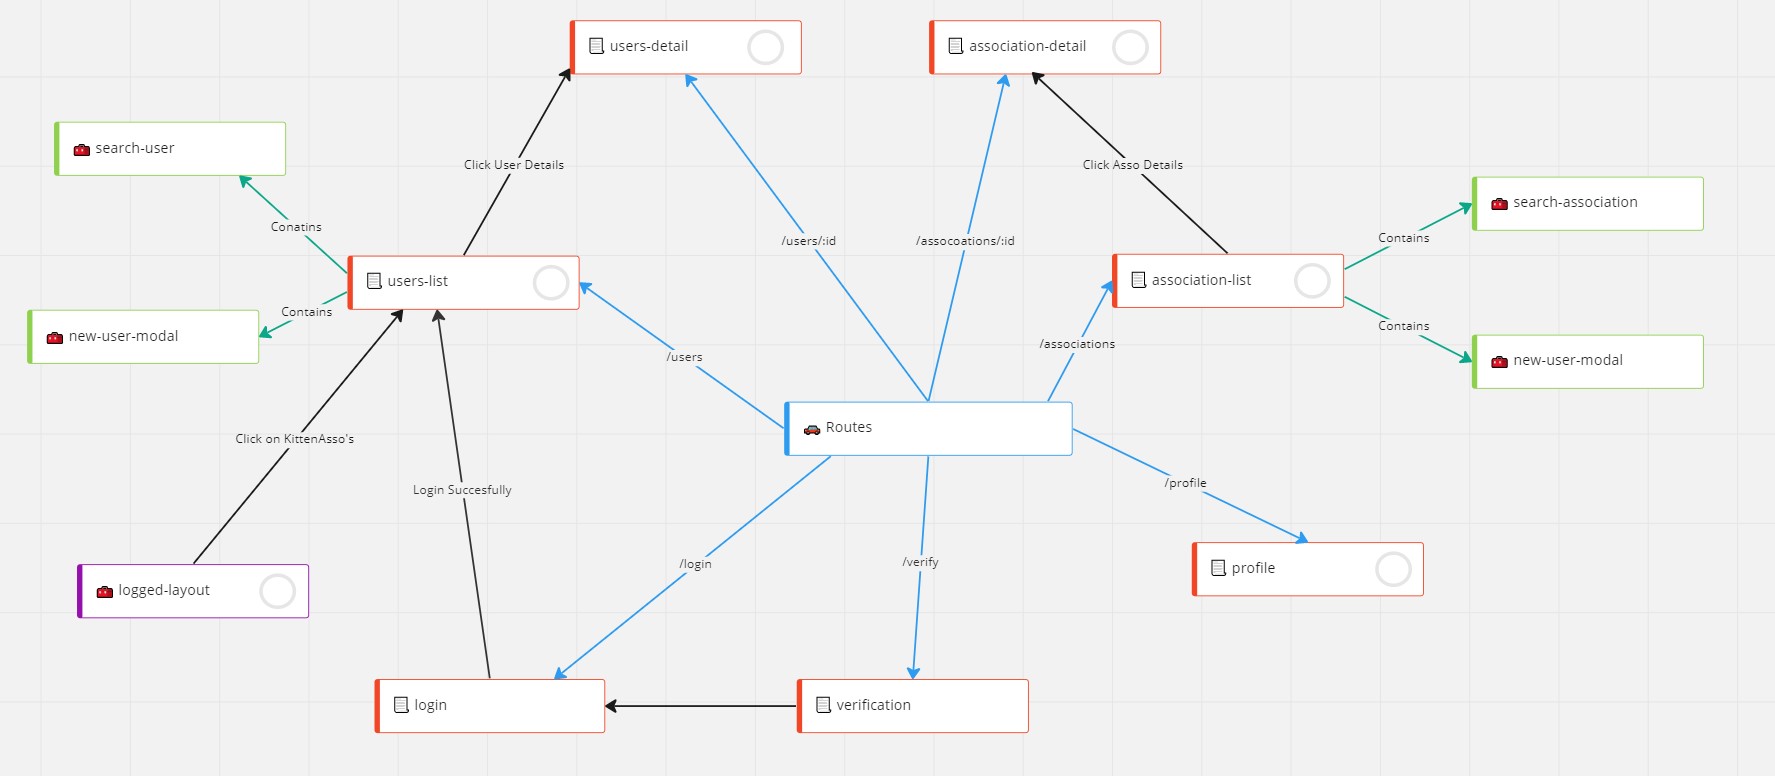 users-detail
association-detail
search-user
Click User Details
Click Asso Details
search-association
Conatins
/users/:id
/assocoations/:id
Contains
users-list
association-list
Contains
Contains
new-user-modal
/users
/associations
new-user-modal
Routes
Click on KittenAsso's
Login Succesfully
/profile
/login
/verify
profile
logged-layout
login
verification